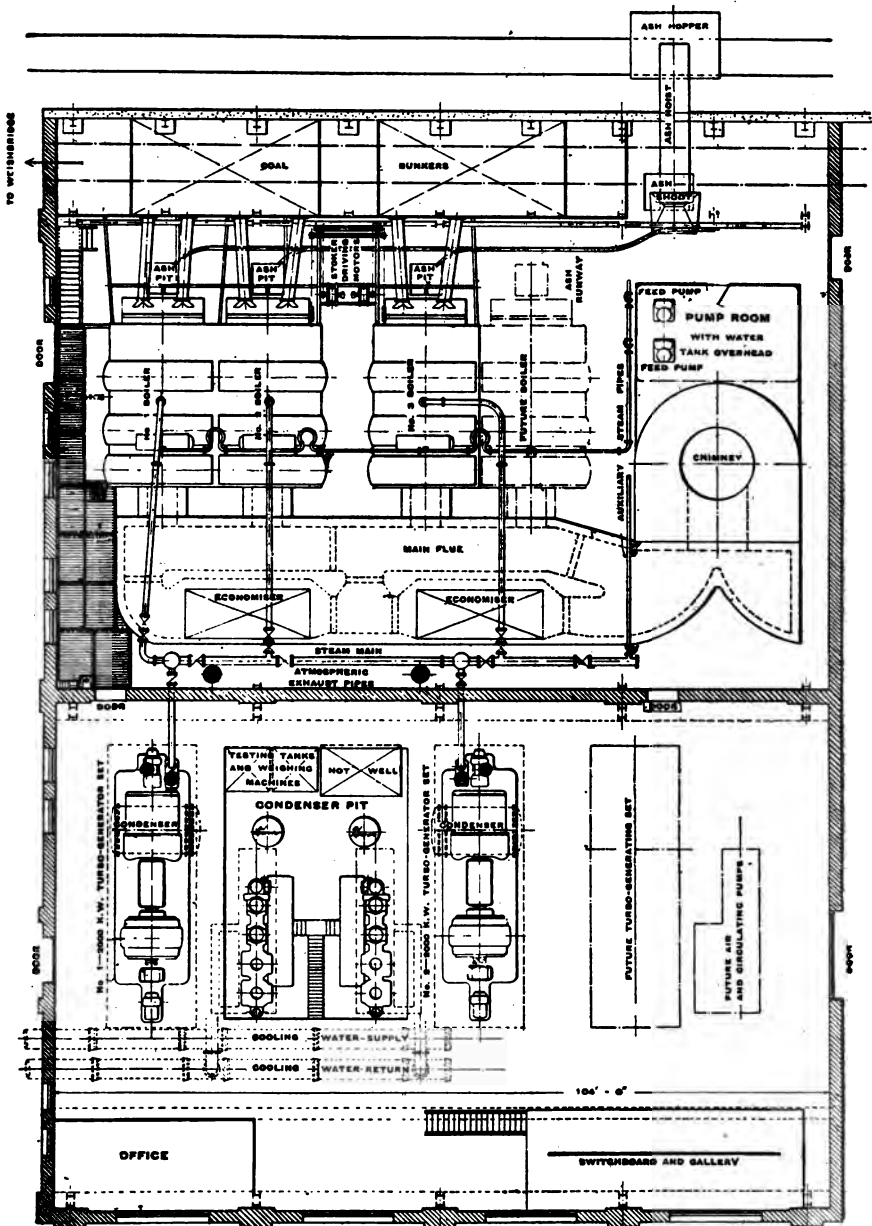 ASH HOPPER
ASH HOIST
TO WEIGHBRIDGE
COAL
BUNKERS
ASH
SHOOT
ASH
PIT
ASH
PIT
STOKER
DRIVING
MOTORS
ASH
PIT
ASH
RUNWAY
DOOR
FEED PUMP
PUMP ROOM
WITH WATER
TANK OVERHEAD
FEED PUMP
DOOR
No 1 BOILER
No 2 BOILER
No 3 BOILER
FUTURE BOILER
AUXILIARY STEAM PIPES
CHIMNEY
MAIN FLUE
ECONOMISER
ECONOMISER
STEAM MAIN
ATMOSPHERIC
EXHAUST PIPES
DOOR
DOOR
TESTING TANKS
AND WEIGHING
MACHINES
HOT WELL
CONDENSER PIT
CONDENSER
CONDENSER
No 1—2000 K.W. TURBO-GENERATOR SET
No 2—2000 K.W. TURBO-GENERATOR SET
FUTURE TURBO-GENERATING SET
FUTURE AIR
AND CIRCULATING PUMPS
DOOR
DOOR
COOLING WATER-SUPPLY
COOLING WATER-RETURN
106' - 0"
OFFICE
SWITCHBOARD AND GALLERY